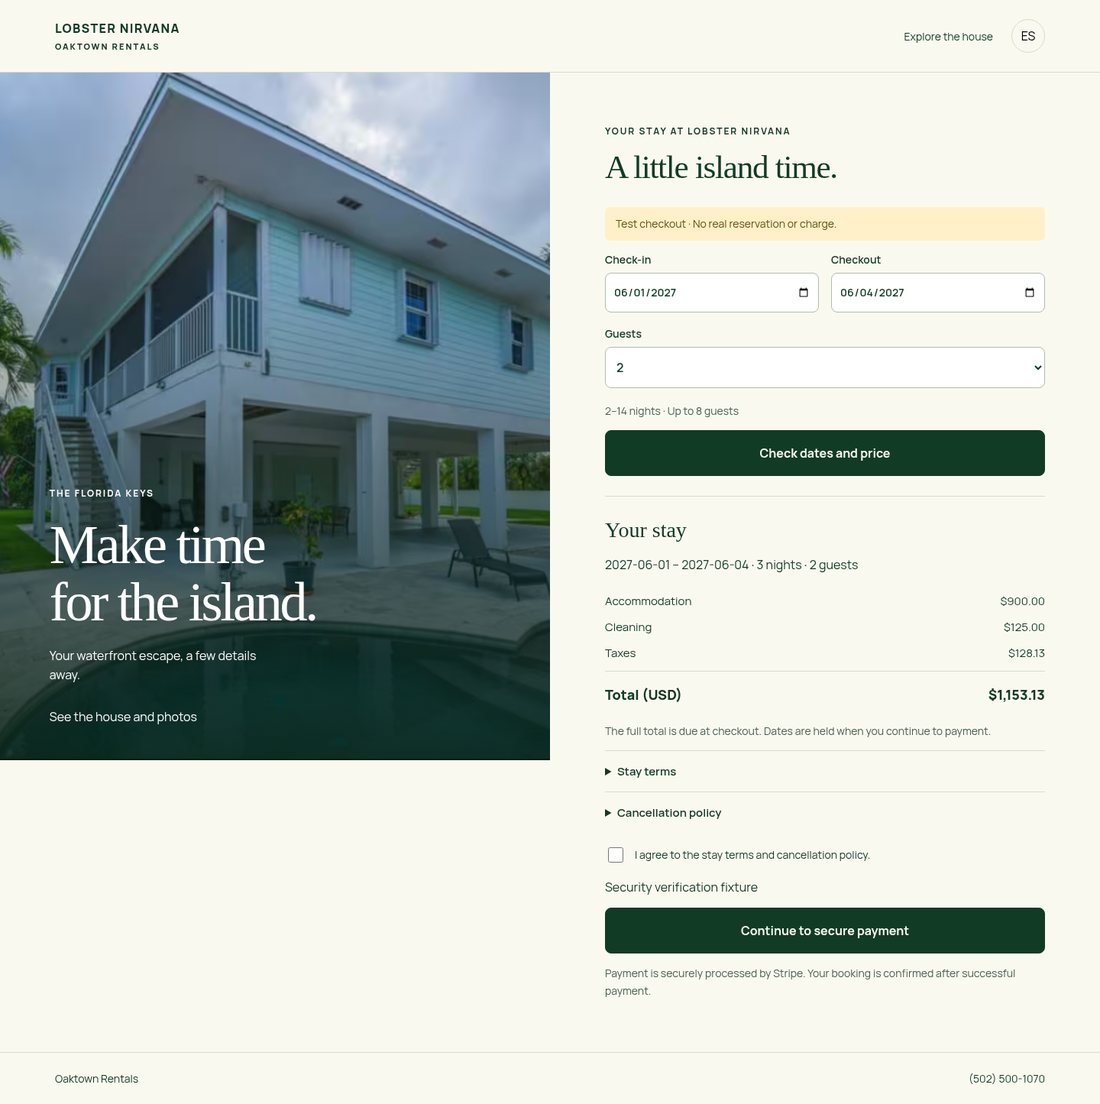 LOBSTER NIRVANA
OAKTOWN RENTALS
Explore the house
ES
THE FLORIDA KEYS
Make time
for the island.
Your waterfront escape, a few details
away.
See the house and photos
YOUR STAY AT LOBSTER NIRVANA
A little island time.
Test checkout · No real reservation or charge.
Check-in
Checkout
06/01/2027
06/04/2027
Guests
2
2–14 nights · Up to 8 guests
Check dates and price
Your stay
2027-06-01 – 2027-06-04 · 3 nights · 2 guests
Accommodation $900.00
Cleaning $125.00
Taxes $128.13
Total (USD) $1,153.13
The full total is due at checkout. Dates are held when you continue to payment.
Stay terms
Cancellation policy
I agree to the stay terms and cancellation policy.
Security verification fixture
Continue to secure payment
Payment is securely processed by Stripe. Your booking is confirmed after successful
payment.
Oaktown Rentals
(502) 500-1070